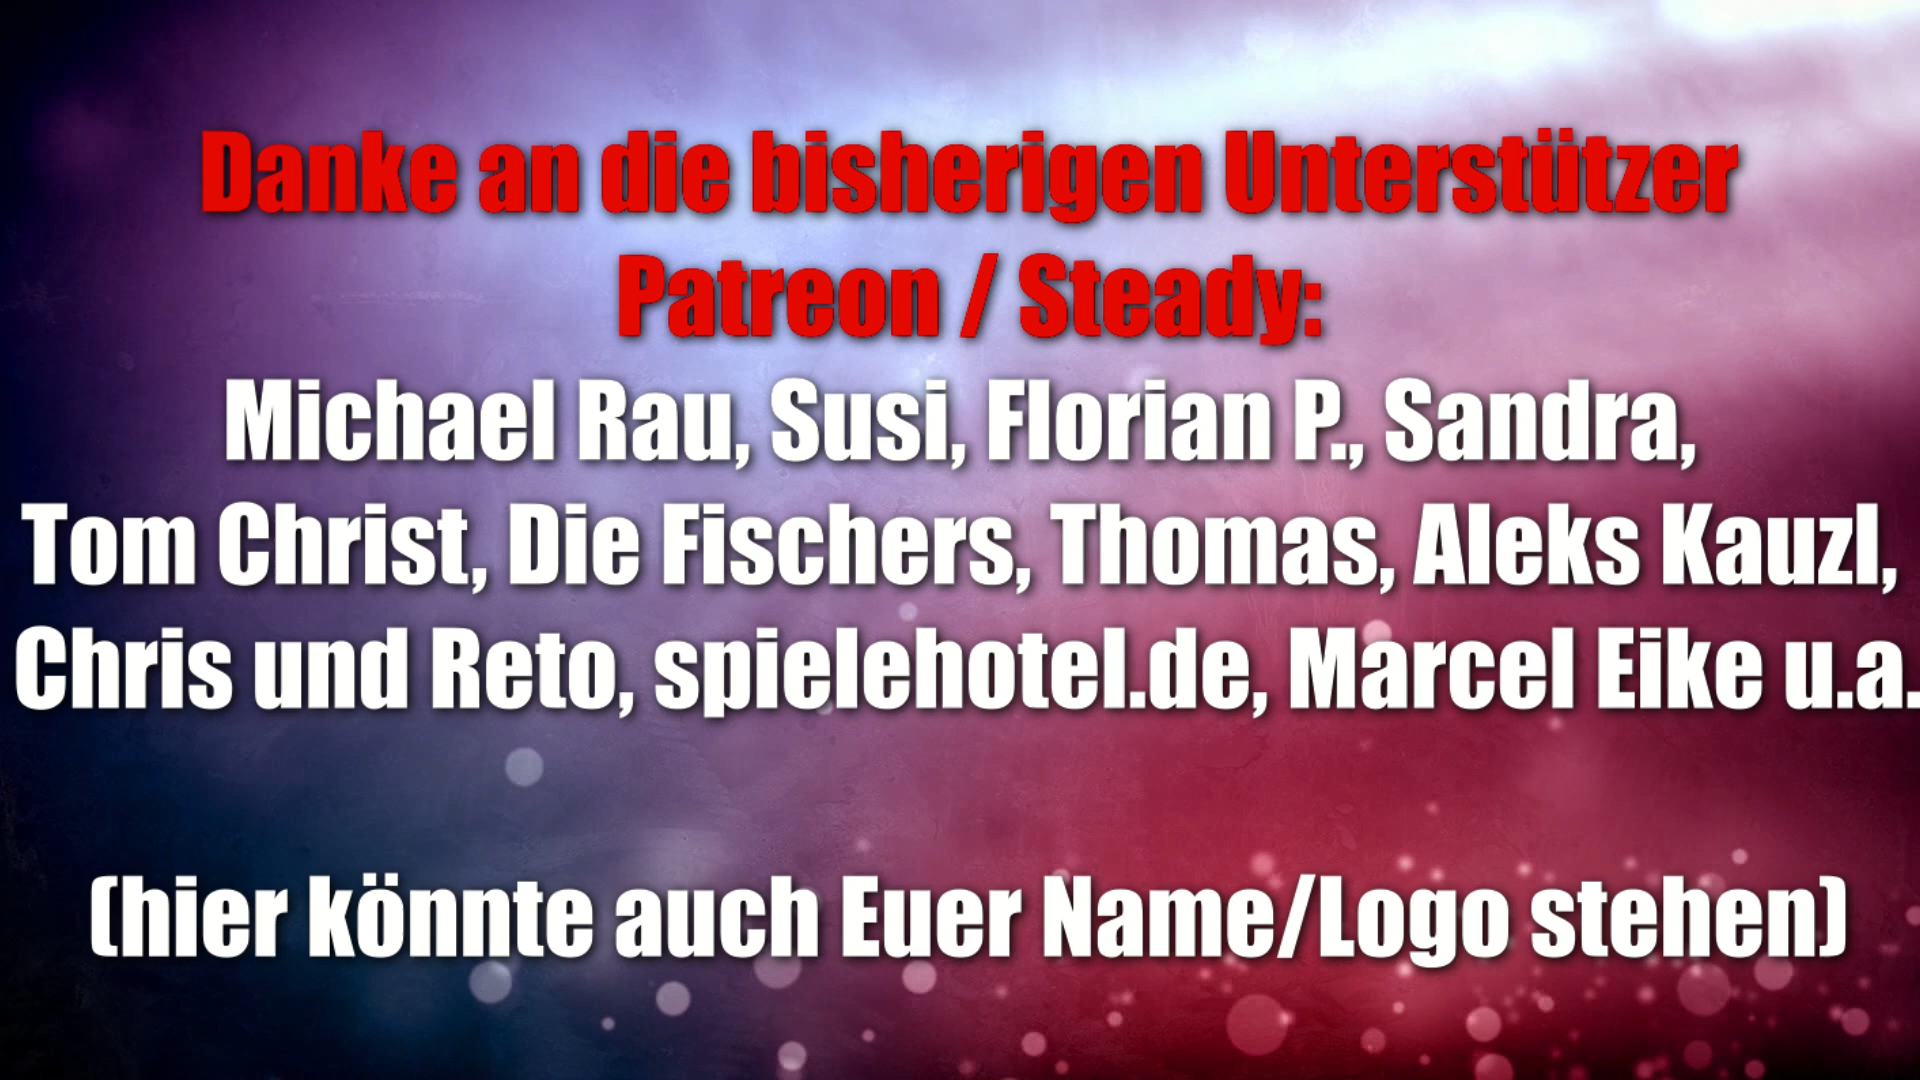 Danke an die bisherigen Unterstützer
Patreon / Steady:
Michael Rau, Susi, Florian P., Sandra,
Tom Christ, Die Fischers, Thomas, Aleks Kauzl,
Chris und Reto, spielehotel.de, Marcel Eike u.a.
(hier könnte auch Euer Name/Logo stehen)